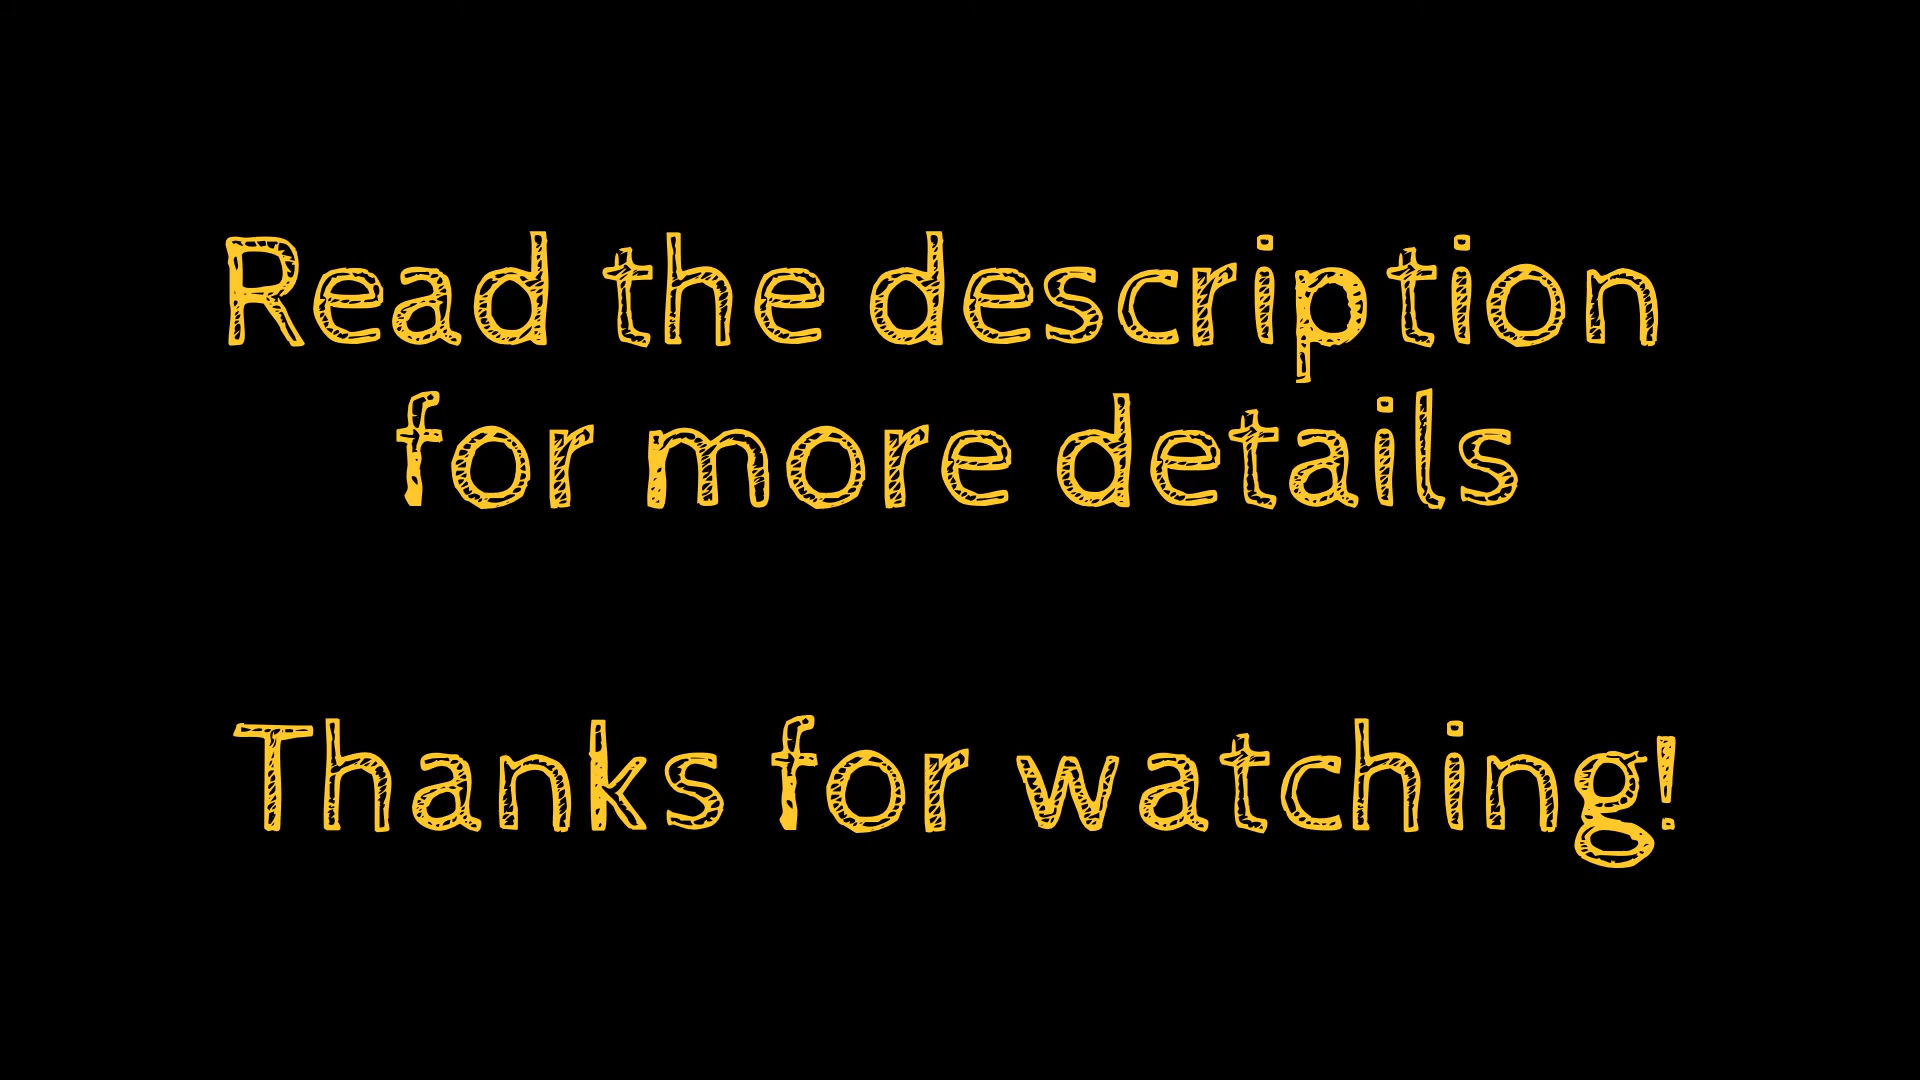 Read the description
for more details
Thanks for watching!